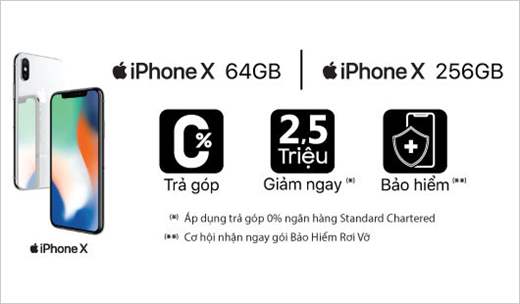 iPhone X 64GB
iPhone X 256GB
0%
2,5
Triệu
Trả góp
Giảm ngay (*)
Bảo hiểm (**)
(*) Áp dụng trả góp 0% ngân hàng Standard Chartered
(**) Cơ hội nhận ngay gói Bảo Hiểm Rơi Vỡ
iPhone X